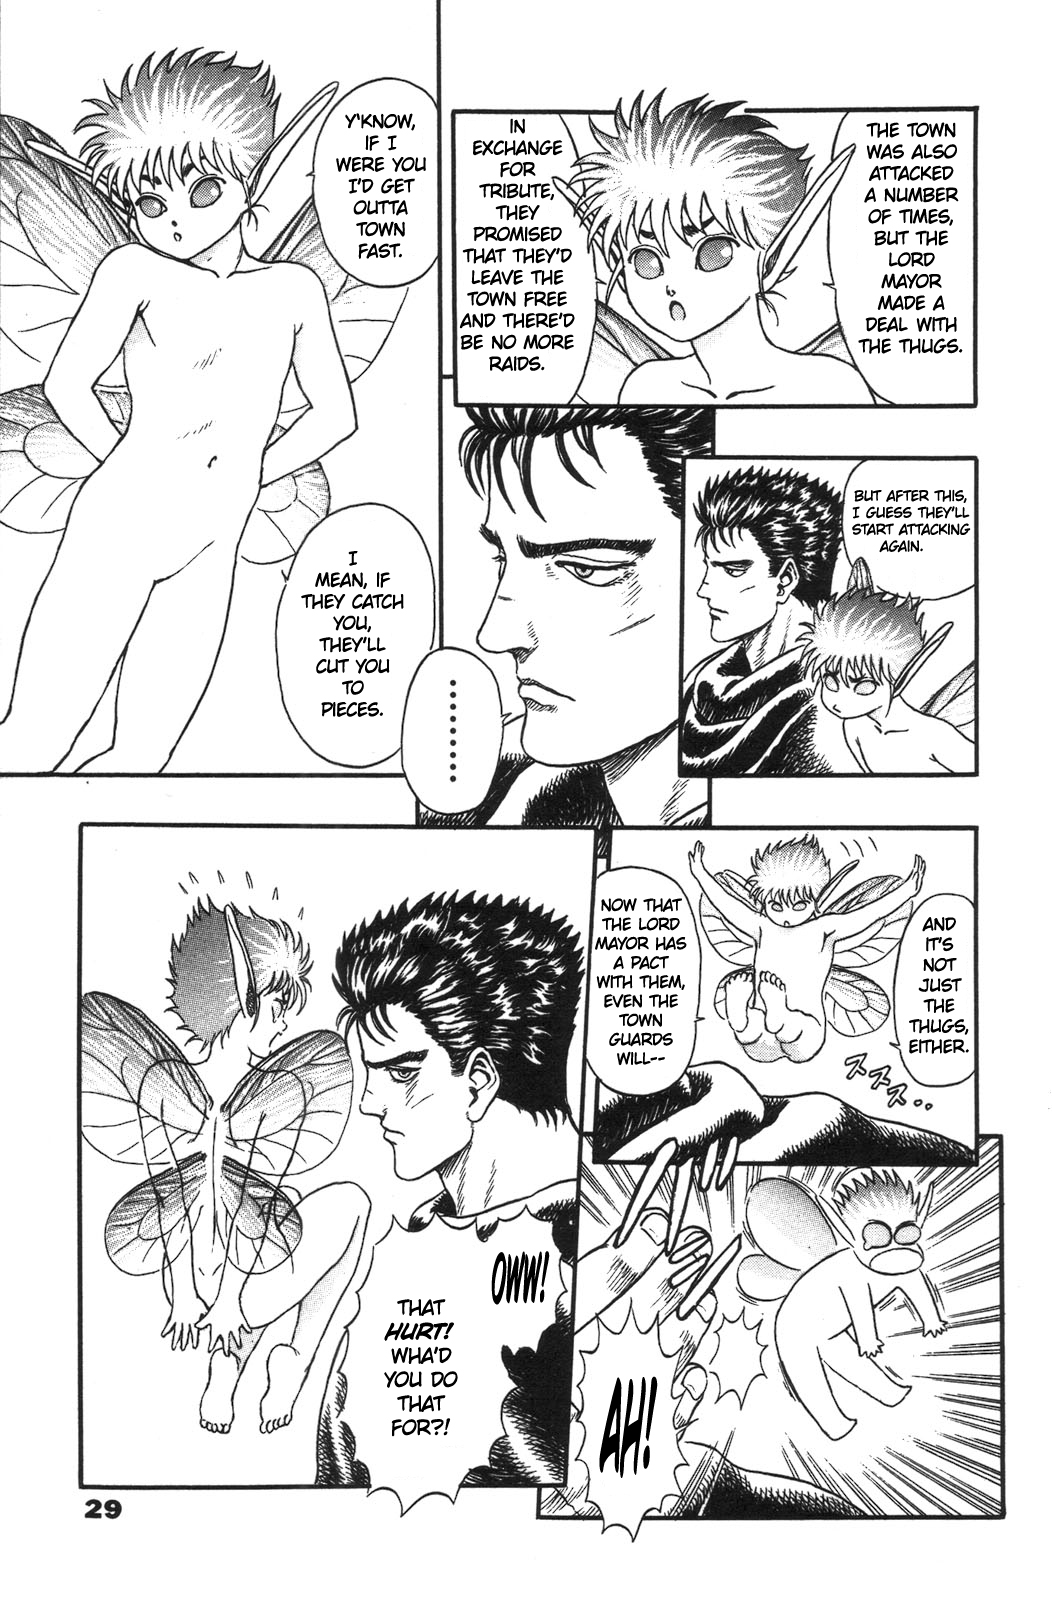 THE TOWN
WAS ALSO
ATTACKED
A NUMBER
OF TIMES,
BUT THE
LORD
MAYOR
MADE A
DEAL WITH
THE THUGS.
IN
EXCHANGE
FOR
TRIBUTE,
THEY
PROMISED
THAT THEY'D
LEAVE THE
TOWN FREE
AND THERE'D
BE NO MORE
RAIDS.
BUT AFTER THIS,
I GUESS THEY'LL
START ATTACKING
AGAIN.
.........
Y'KNOW,
IF I
WERE YOU
I'D GET
OUTTA
TOWN
FAST.
I
MEAN, IF
THEY CATCH
YOU,
THEY'LL
CUT YOU
TO
PIECES.
AND
IT'S
NOT
JUST
THE
THUGS,
EITHER.
NOW THAT
THE LORD
MAYOR HAS
A PACT
WITH THEM,
EVEN THE
TOWN
GUARDS
WILL--
ススス..
AH!
OWW!
THAT
HURT!
WHA'D
YOU DO
THAT
FOR?!
29